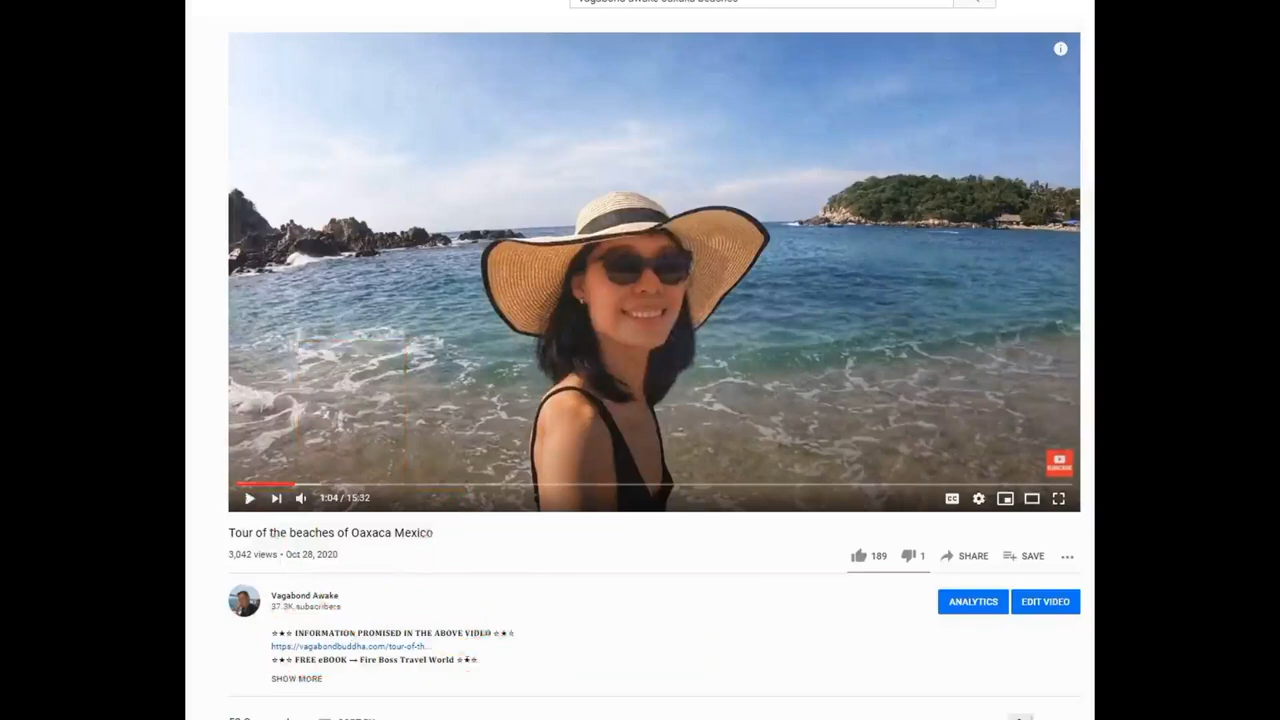 SUBSCRIBE
1:04 / 15:32
CC
Tour of the beaches of Oaxaca Mexico
3,042 views • Oct 28, 2020
189 1 SHARE SAVE
Vagabond Awake
37.3K subscribers
ANALYTICS EDIT VIDEO
☆★☆ INFORMATION PROMISED IN THE ABOVE VIDEO ☆★☆
https://vagabondbuddha.com/tour-of-th...
☆★☆ FREE eBOOK → Fire Boss Travel World ☆★☆
SHOW MORE